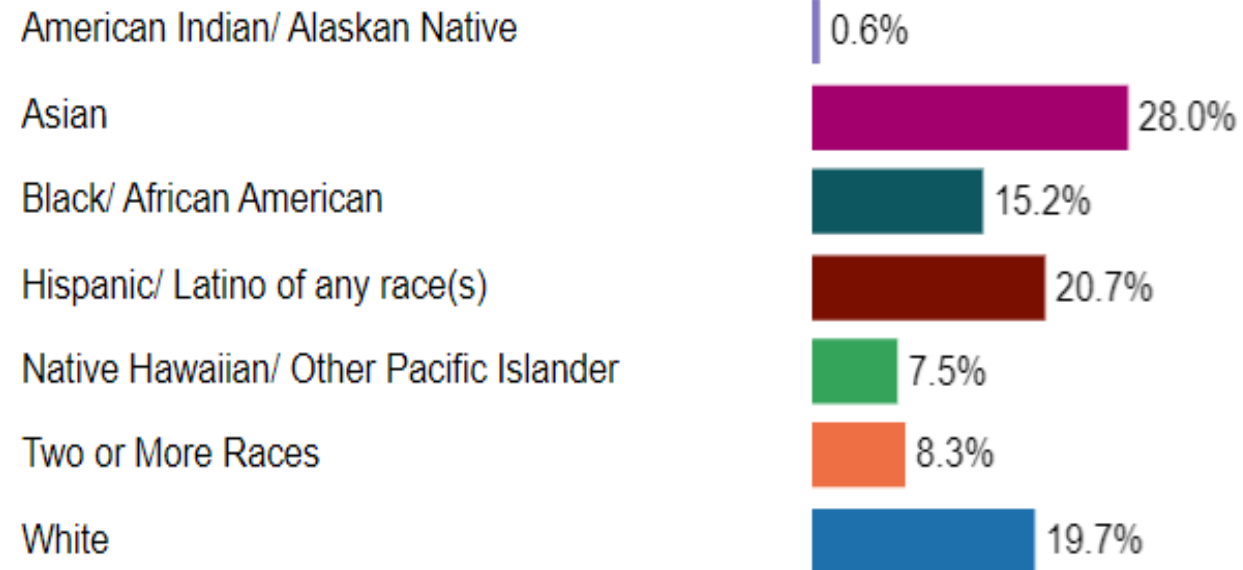 American Indian/ Alaskan Native 0.6%
Asian 28.0%
Black/ African American 15.2%
Hispanic/ Latino of any race(s) 20.7%
Native Hawaiian/ Other Pacific Islander 7.5%
Two or More Races 8.3%
White 19.7%